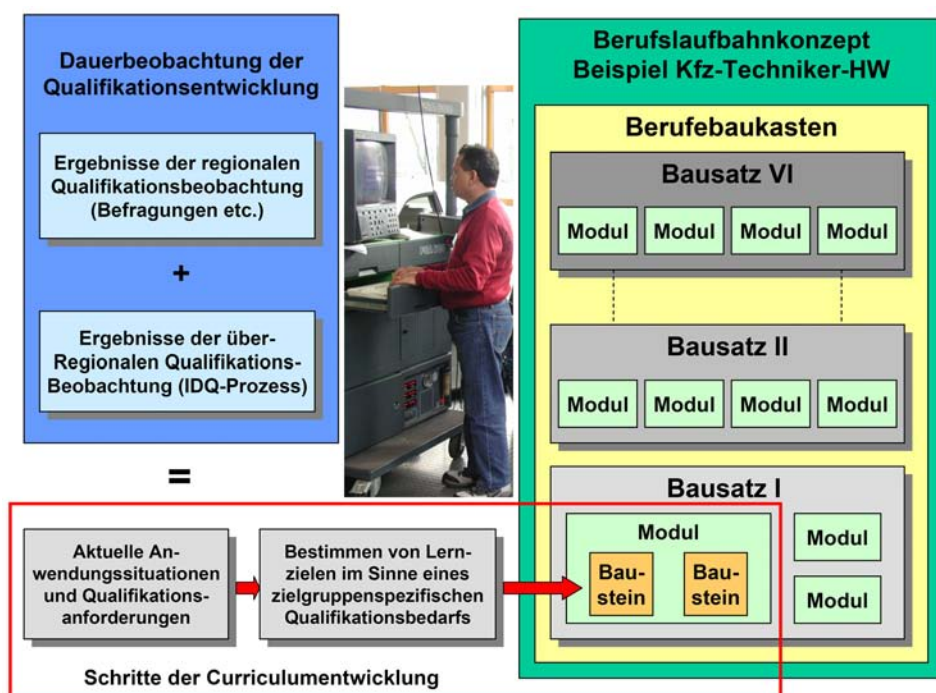 Dauerbeobachtung der
Qualifikationsentwicklung
Ergebnisse der regionalen
Qualifikationsbeobachtung
(Befragungen etc.)
+
Ergebnisse der über-
Regionalen Qualifikations-
Beobachtung (IDQ-Prozess)
=
Aktuelle An-
wendungssituationen
und Qualifikations-
anforderungen
Bestimmen von Lern-
zielen im Sinne eines
zielgruppenspezifischen
Qualifikationsbedarfs
Schritte der Curriculumentwicklung
Berufslaufbahnkonzept
Beispiel Kfz-Techniker-HW
Berufebaukasten
Bausatz VI
Modul Modul Modul Modul
Bausatz II
Modul Modul Modul Modul
Bausatz I
Modul
Bau-
stein
Bau-
stein
Modul
Modul